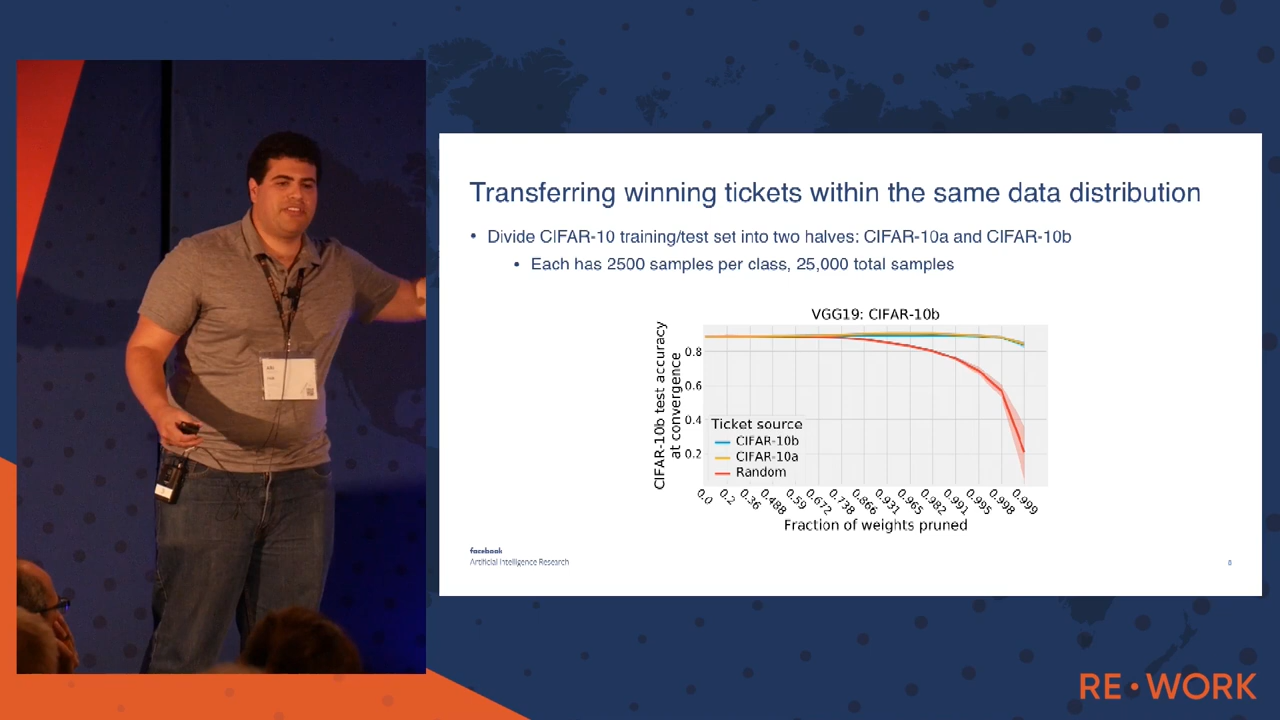 Transferring winning tickets within the same data distribution
• Divide CIFAR-10 training/test set into two halves: CIFAR-10a and CIFAR-10b
• Each has 2500 samples per class, 25,000 total samples
VGG19: CIFAR-10b
CIFAR-10b test accuracy
at convergence
0.8
0.6
0.4
0.2
Ticket source
CIFAR-10b
CIFAR-10a
Random
0.0 0.2 0.36 0.488 0.59 0.672 0.738 0.866 0.931 0.965 0.982 0.991 0.995 0.998 0.999
Fraction of weights pruned
facebook
Artificial Intelligence Research
8
RE•WORK